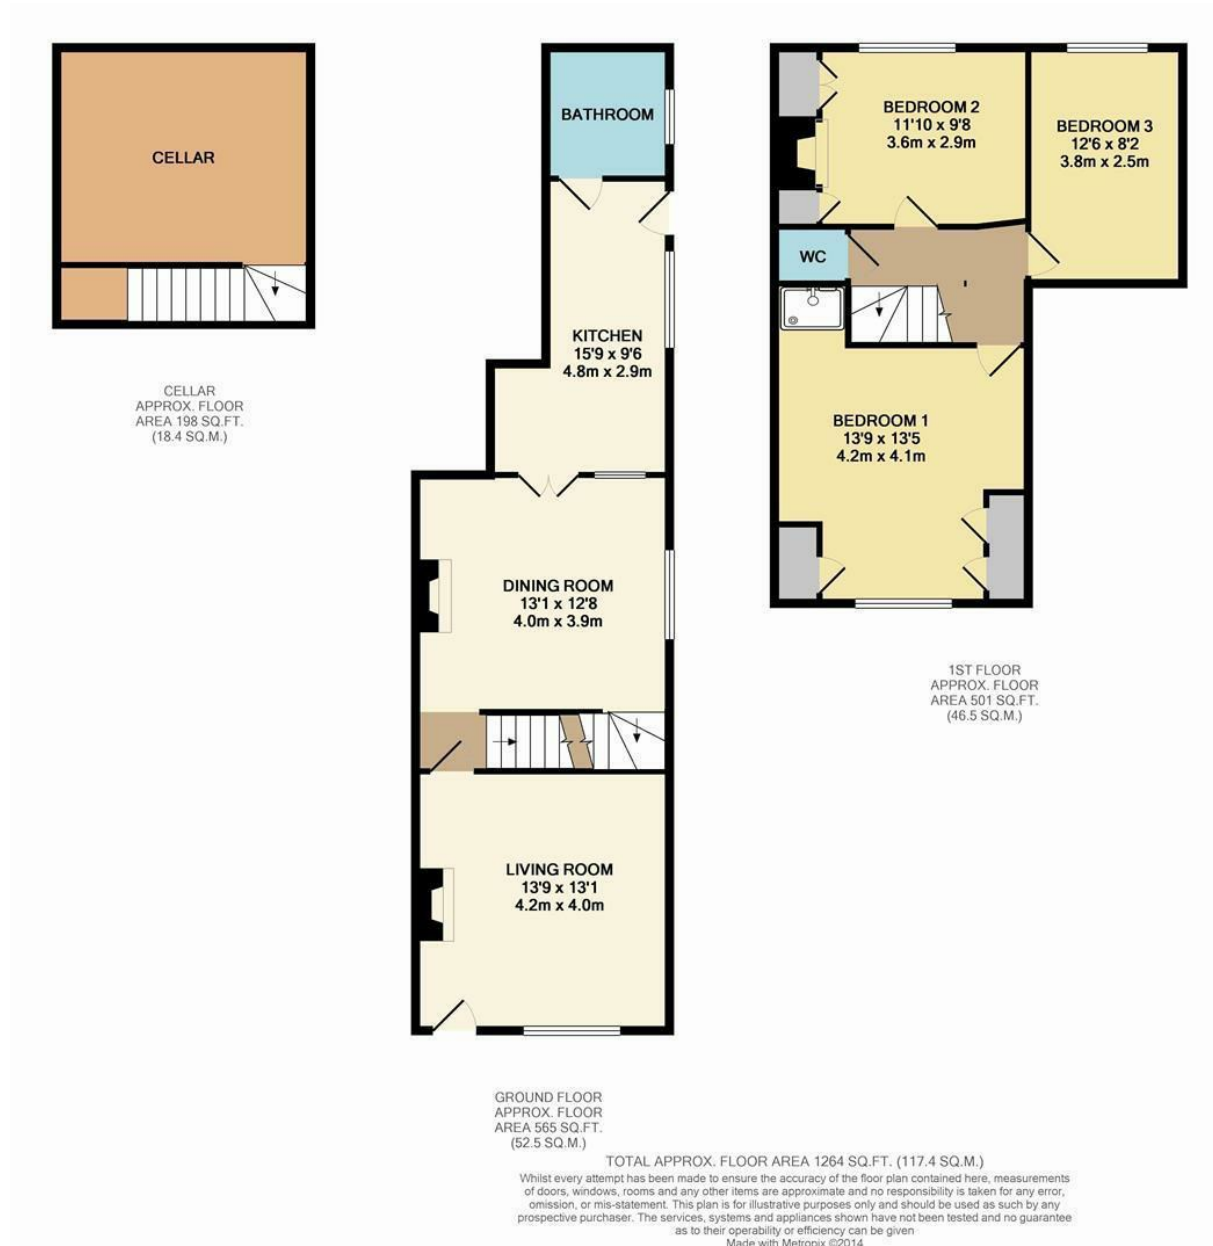 CELLAR
CELLAR
APPROX. FLOOR
AREA 198 SQ.FT.
(18.4 SQ.M.)
BATHROOM
KITCHEN
15'9 x 9'6
4.8m x 2.9m
DINING ROOM
13'1 x 12'8
4.0m x 3.9m
LIVING ROOM
13'9 x 13'1
4.2m x 4.0m
GROUND FLOOR
APPROX. FLOOR
AREA 565 SQ.FT.
(52.5 SQ.M.)
BEDROOM 2
11'10 x 9'8
3.6m x 2.9m
BEDROOM 3
12'6 x 8'2
3.8m x 2.5m
WC
BEDROOM 1
13'9 x 13'5
4.2m x 4.1m
1ST FLOOR
APPROX. FLOOR
AREA 501 SQ.FT.
(46.5 SQ.M.)
TOTAL APPROX. FLOOR AREA 1264 SQ.FT. (117.4 SQ.M.)
Whilst every attempt has been made to ensure the accuracy of the floor plan contained here, measurements
of doors, windows, rooms and any other items are approximate and no responsibility is taken for any error,
omission, or mis-statement. This plan is for illustrative purposes only and should be used as such by any
prospective purchaser. The services, systems and appliances shown have not been tested and no guarantee
as to their operability or efficiency can be given
Made with Metropix ©2014